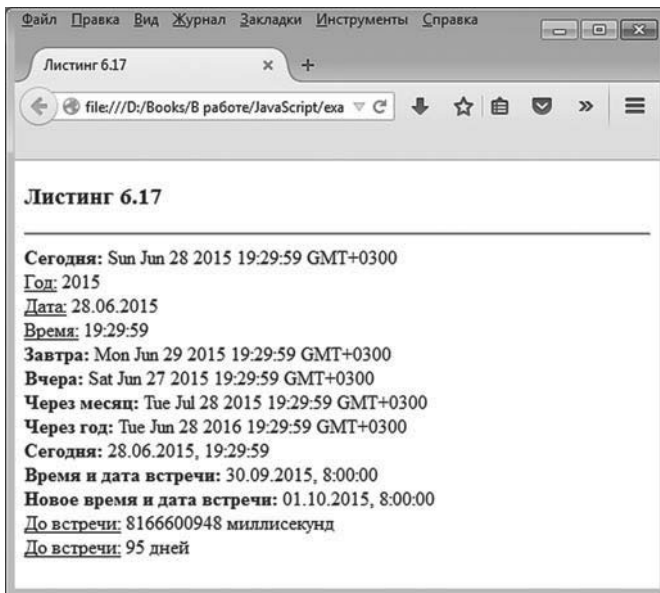 Файл Правка Вид Журнал Закладки Инструменты Справка
Листинг 6.17
file:///D:/Books/В работе/JavaScript/exa
Листинг 6.17
Сегодня: Sun Jun 28 2015 19:29:59 GMT+0300
Год: 2015
Дата: 28.06.2015
Время: 19:29:59
Завтра: Mon Jun 29 2015 19:29:59 GMT+0300
Вчера: Sat Jun 27 2015 19:29:59 GMT+0300
Через месяц: Tue Jul 28 2015 19:29:59 GMT+0300
Через год: Tue Jun 28 2016 19:29:59 GMT+0300
Сегодня: 28.06.2015, 19:29:59
Время и дата встречи: 30.09.2015, 8:00:00
Новое время и дата встречи: 01.10.2015, 8:00:00
До встречи: 8166600948 миллисекунд
До встречи: 95 дней